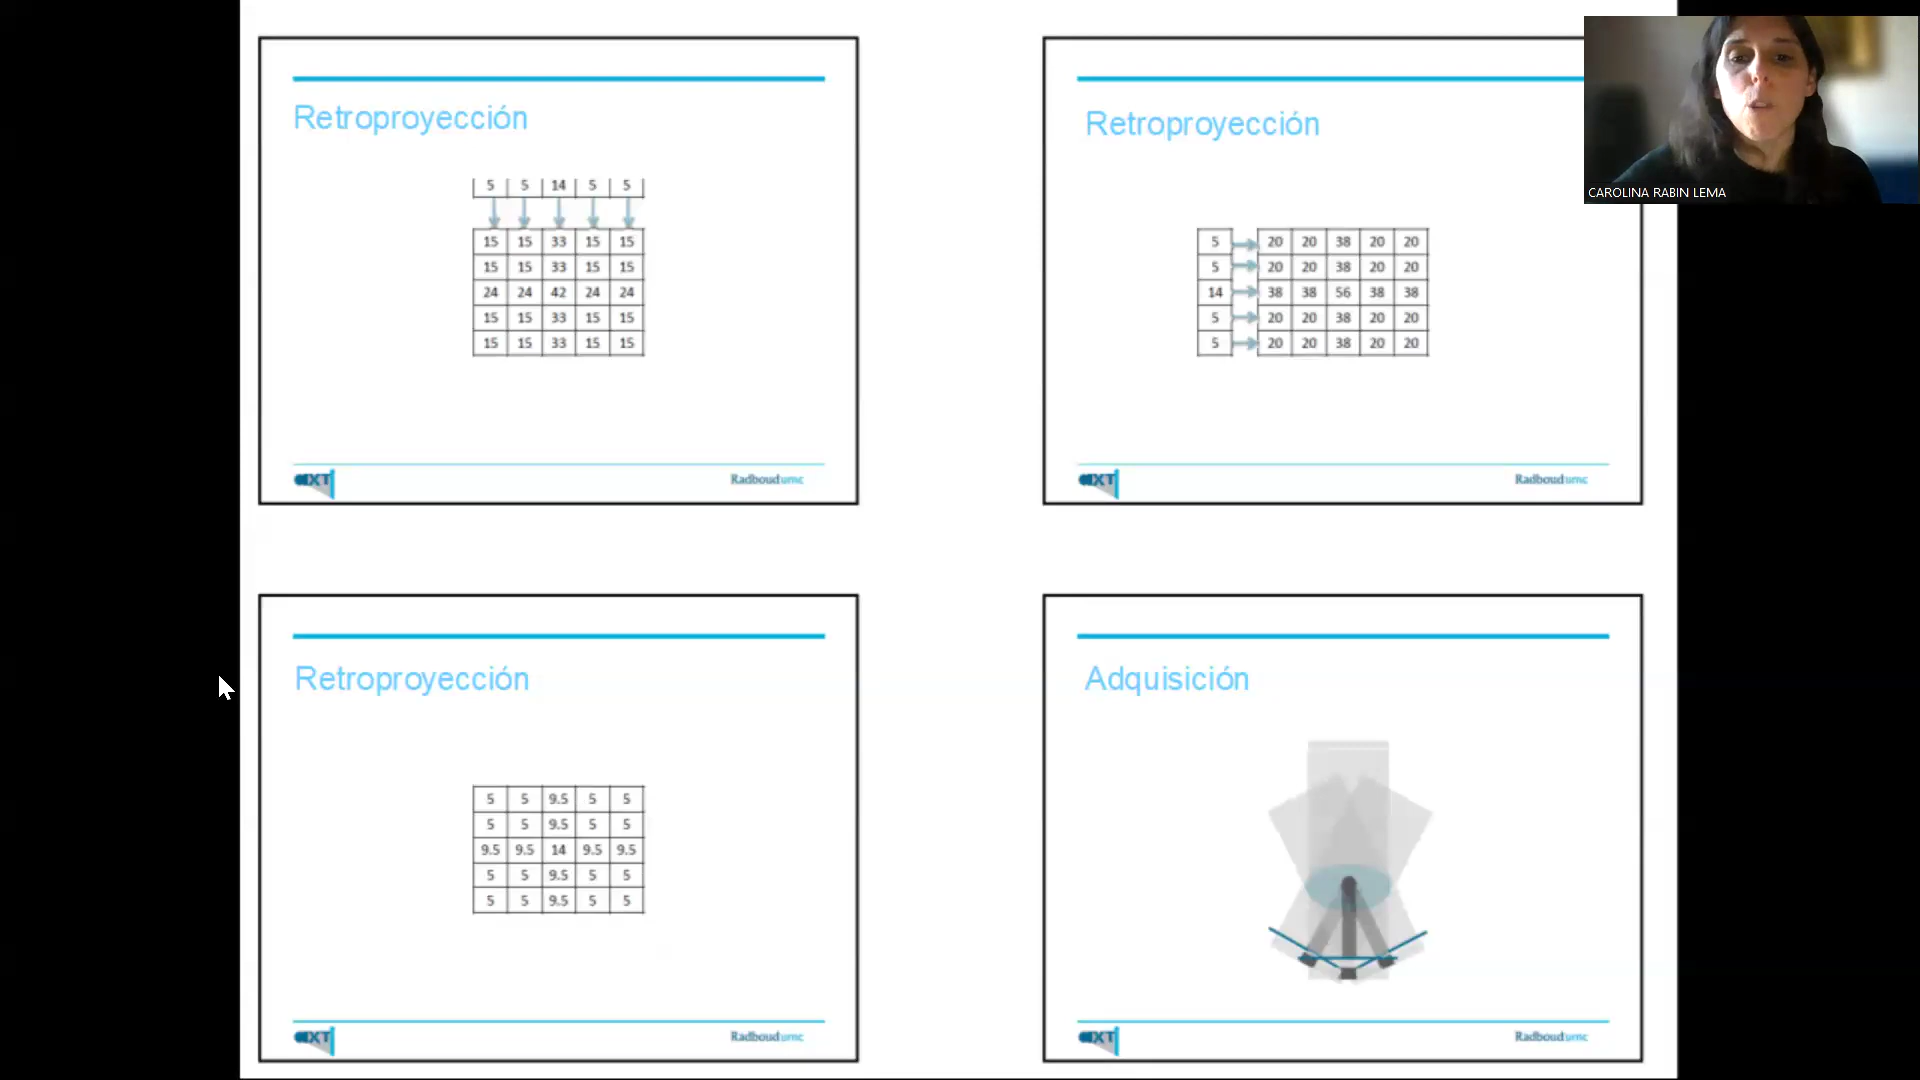 Retroproyección
5 5 14 5 5
15 15 33 15 15
15 15 33 15 15
24 24 42 24 24
15 15 33 15 15
15 15 33 15 15
Radboudumc
Retroproyección
5 20 20 38 20 20
5 20 20 38 20 20
14 38 38 56 38 38
5 20 20 38 20 20
5 20 20 38 20 20
Radboudumc
CAROLINA RABIN LEMA
Retroproyección
5 5 9.5 5 5
5 5 9.5 5 5
9.5 9.5 14 9.5 9.5
5 5 9.5 5 5
5 5 9.5 5 5
Radboudumc
Adquisición
Radboudumc